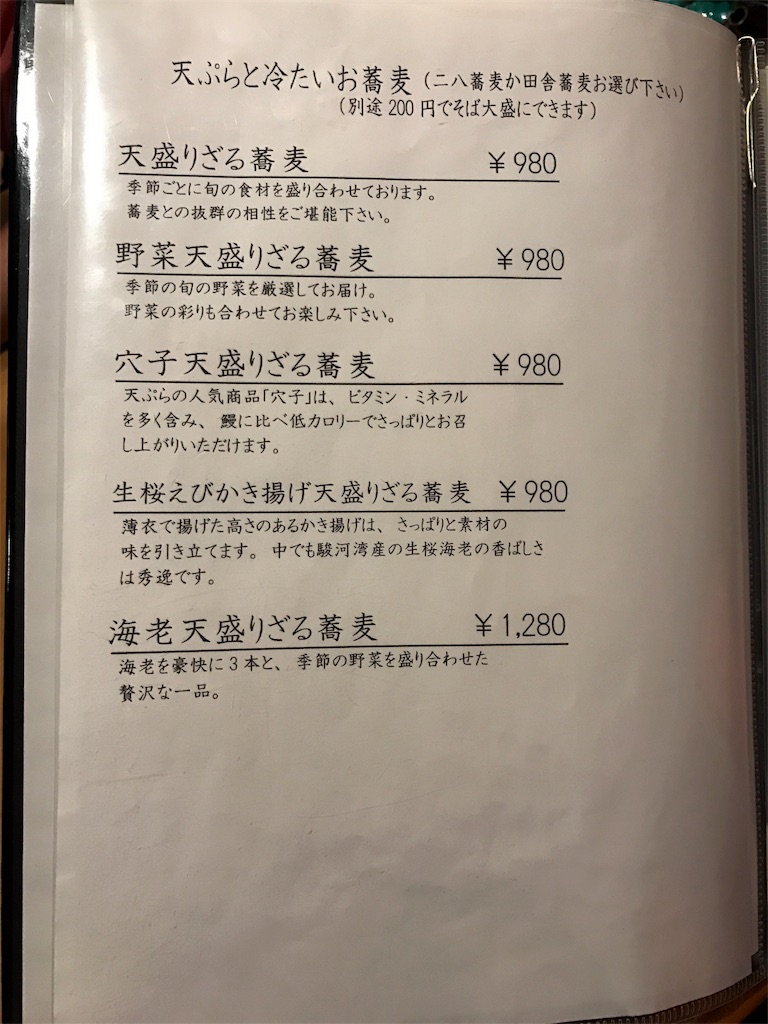 天ぷらと冷たいお蕎麦（二八蕎麦か田舎蕎麦お選び下さい）
（別途200円でそば大盛にできます）
天盛りざる蕎麦 ￥980
季節ごとに旬の食材を盛り合わせております。
蕎麦との抜群の相性をご堪能下さい。
野菜天盛りざる蕎麦 ￥980
季節の旬の野菜を厳選してお届け。
野菜の彩りも合わせてお楽しみ下さい。
穴子天盛りざる蕎麦 ￥980
天ぷらの人気商品「穴子」は、ビタミン・ミネラル
を多く含み、鰻に比べ低カロリーでさっぱりとお召
し上がりいただけます。
生桜えびかき揚げ天盛りざる蕎麦 ￥980
薄衣で揚げた高さのあるかき揚げは、さっぱりと素材の
味を引き立てます。中でも駿河湾産の生桜海老の香ばしさ
は秀逸です。
海老天盛りざる蕎麦 ￥1,280
海老を豪快に3本と、季節の野菜を盛り合わせた
贅沢な一品。